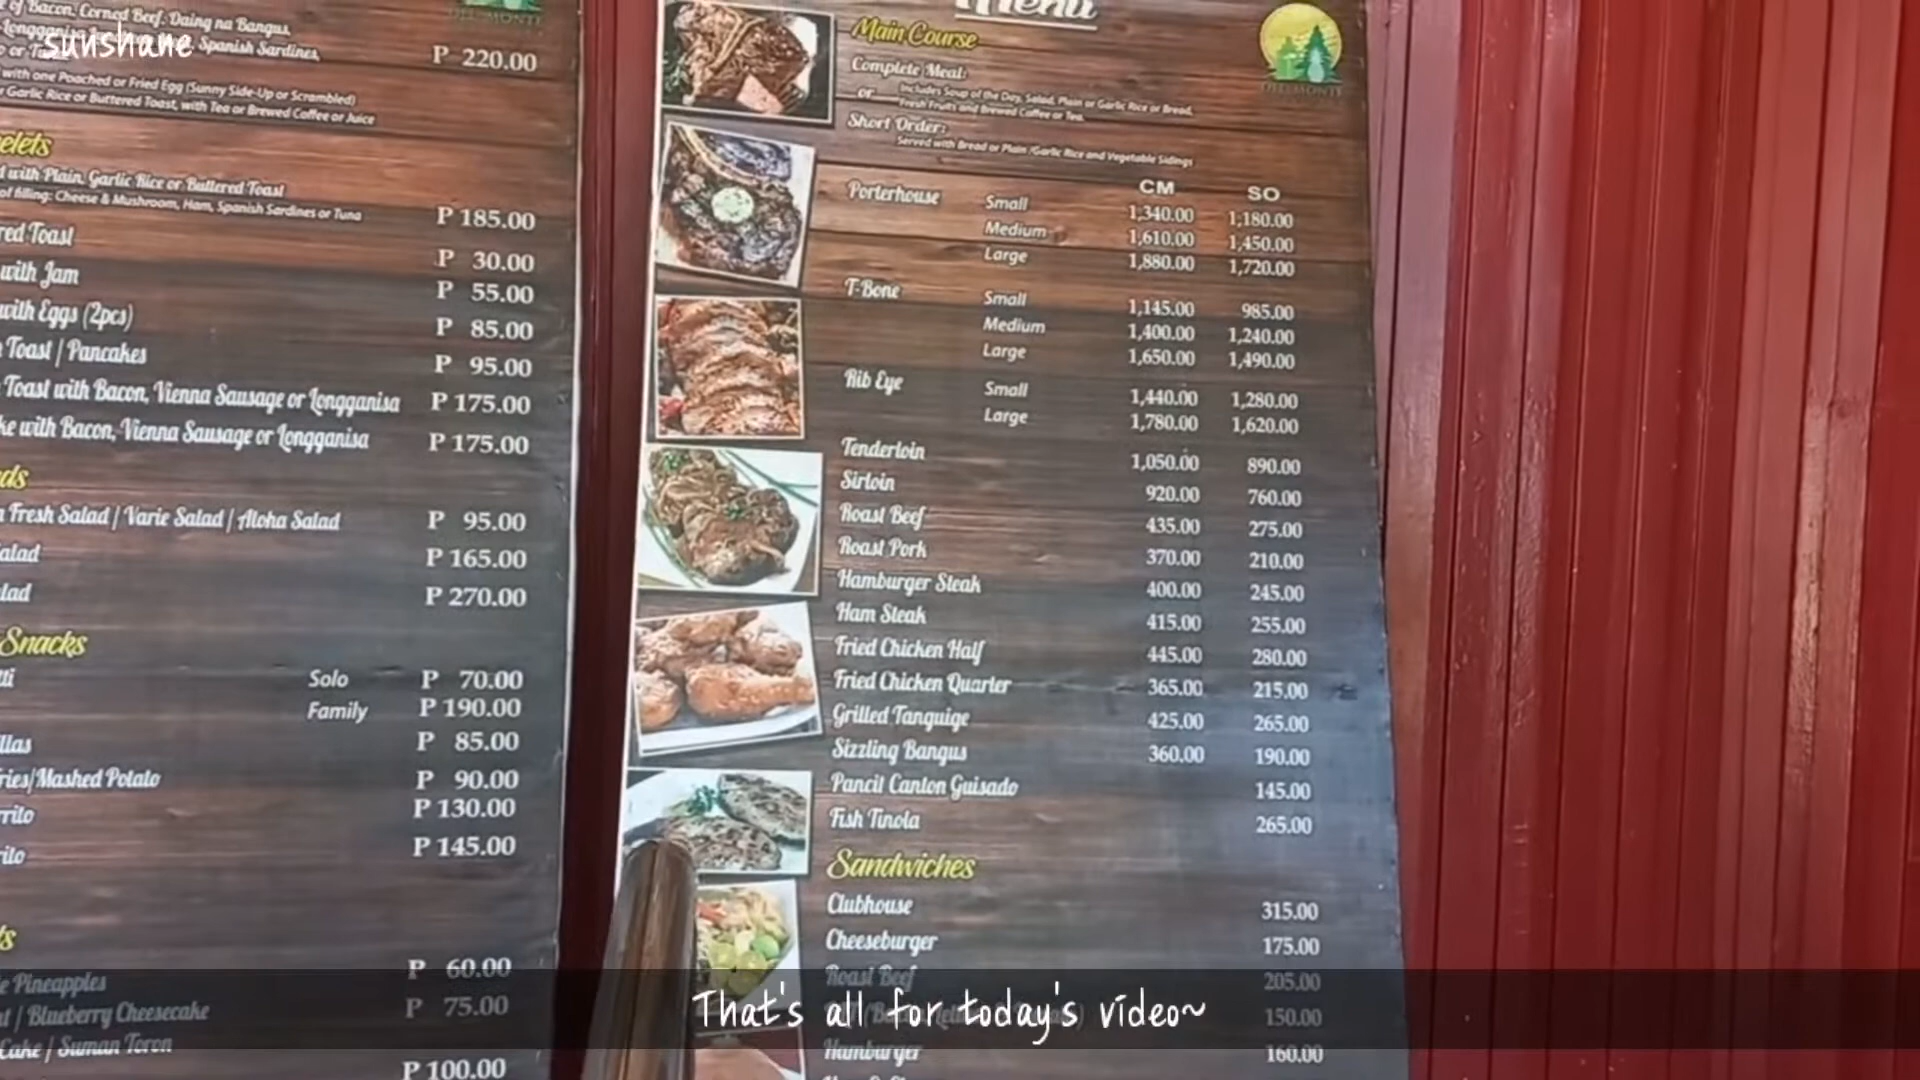 of Bacon, Corned Beef, Daing na Bangus,
Spanish Sardines,
P 220.00
with one Poached or Fried Egg (Sunny Side-Up or Scrambled)
Garlic Rice or Buttered Toast, with Tea or Brewed Coffee or Juice
with Plain, Garlic Rice or Buttered Toast
of filling: Cheese & Mushroom, Ham, Spanish Sardines or Tuna
P 185.00
Toast P 30.00
with Jam P 55.00
with Eggs (2pcs) P 85.00
Toast / Pancakes P 95.00
Toast with Bacon, Vienna Sausage or Longganisa P 175.00
with Bacon, Vienna Sausage or Longganisa P 175.00
Fresh Salad / Varie Salad / Aloha Salad P 95.00
P 165.00
P 270.00
Snacks
Solo P 70.00
Family P 190.00
P 85.00
/Mashed Potato P 90.00
P 130.00
P 145.00
Pineapples P 60.00
/ Blueberry Cheesecake P 75.00
Cake / Suman Toron
P 100.00
Menu
DEL MONTE
Main Course
Complete Meal:
Includes Soup of the Day, Salad, Plain or Garlic Rice or Bread,
or Fresh Fruits and Brewed Coffee or Tea.
Short Order:
Served with Bread or Plain /Garlic Rice and Vegetable Sidings
CM SO
Porterhouse Small 1,340.00 1,180.00
Medium 1,610.00 1,450.00
Large 1,880.00 1,720.00
T-Bone Small 1,145.00 985.00
Medium 1,400.00 1,240.00
Large 1,650.00 1,490.00
Rib Eye Small 1,440.00 1,280.00
Large 1,780.00 1,620.00
Tenderloin 1,050.00 890.00
Sirloin 920.00 760.00
Roast Beef 435.00 275.00
Roast Pork 370.00 210.00
Hamburger Steak 400.00 245.00
Ham Steak 415.00 255.00
Fried Chicken Half 445.00 280.00
Fried Chicken Quarter 365.00 215.00
Grilled Tanguige 425.00 265.00
Sizzling Bangus 360.00 190.00
Pancit Canton Guisado 145.00
Fish Tinola 265.00
Sandwiches
Clubhouse 315.00
Cheeseburger 175.00
Roast Beef 205.00
150.00
Hamburger 160.00
sunshane
That's all for today's video~